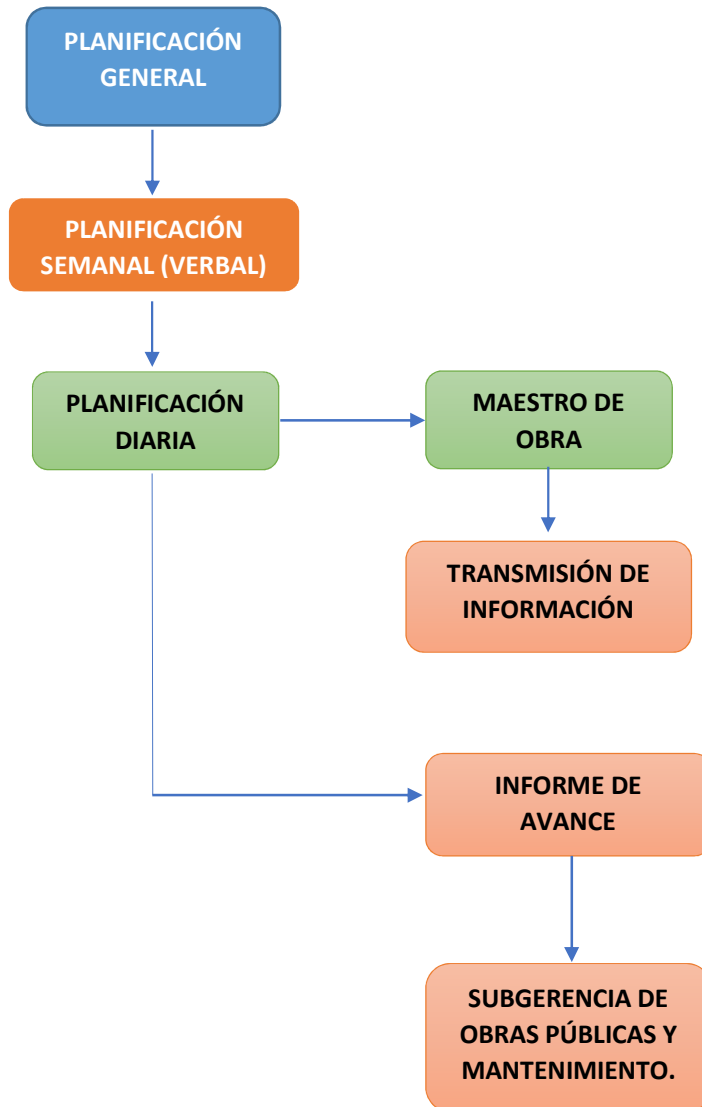 PLANIFICACIÓN
GENERAL
PLANIFICACIÓN
SEMANAL (VERBAL)
PLANIFICACIÓN
DIARIA
MAESTRO DE
OBRA
TRANSMISIÓN DE
INFORMACIÓN
INFORME DE
AVANCE
SUBGERENCIA DE
OBRAS PÚBLICAS Y
MANTENIMIENTO.